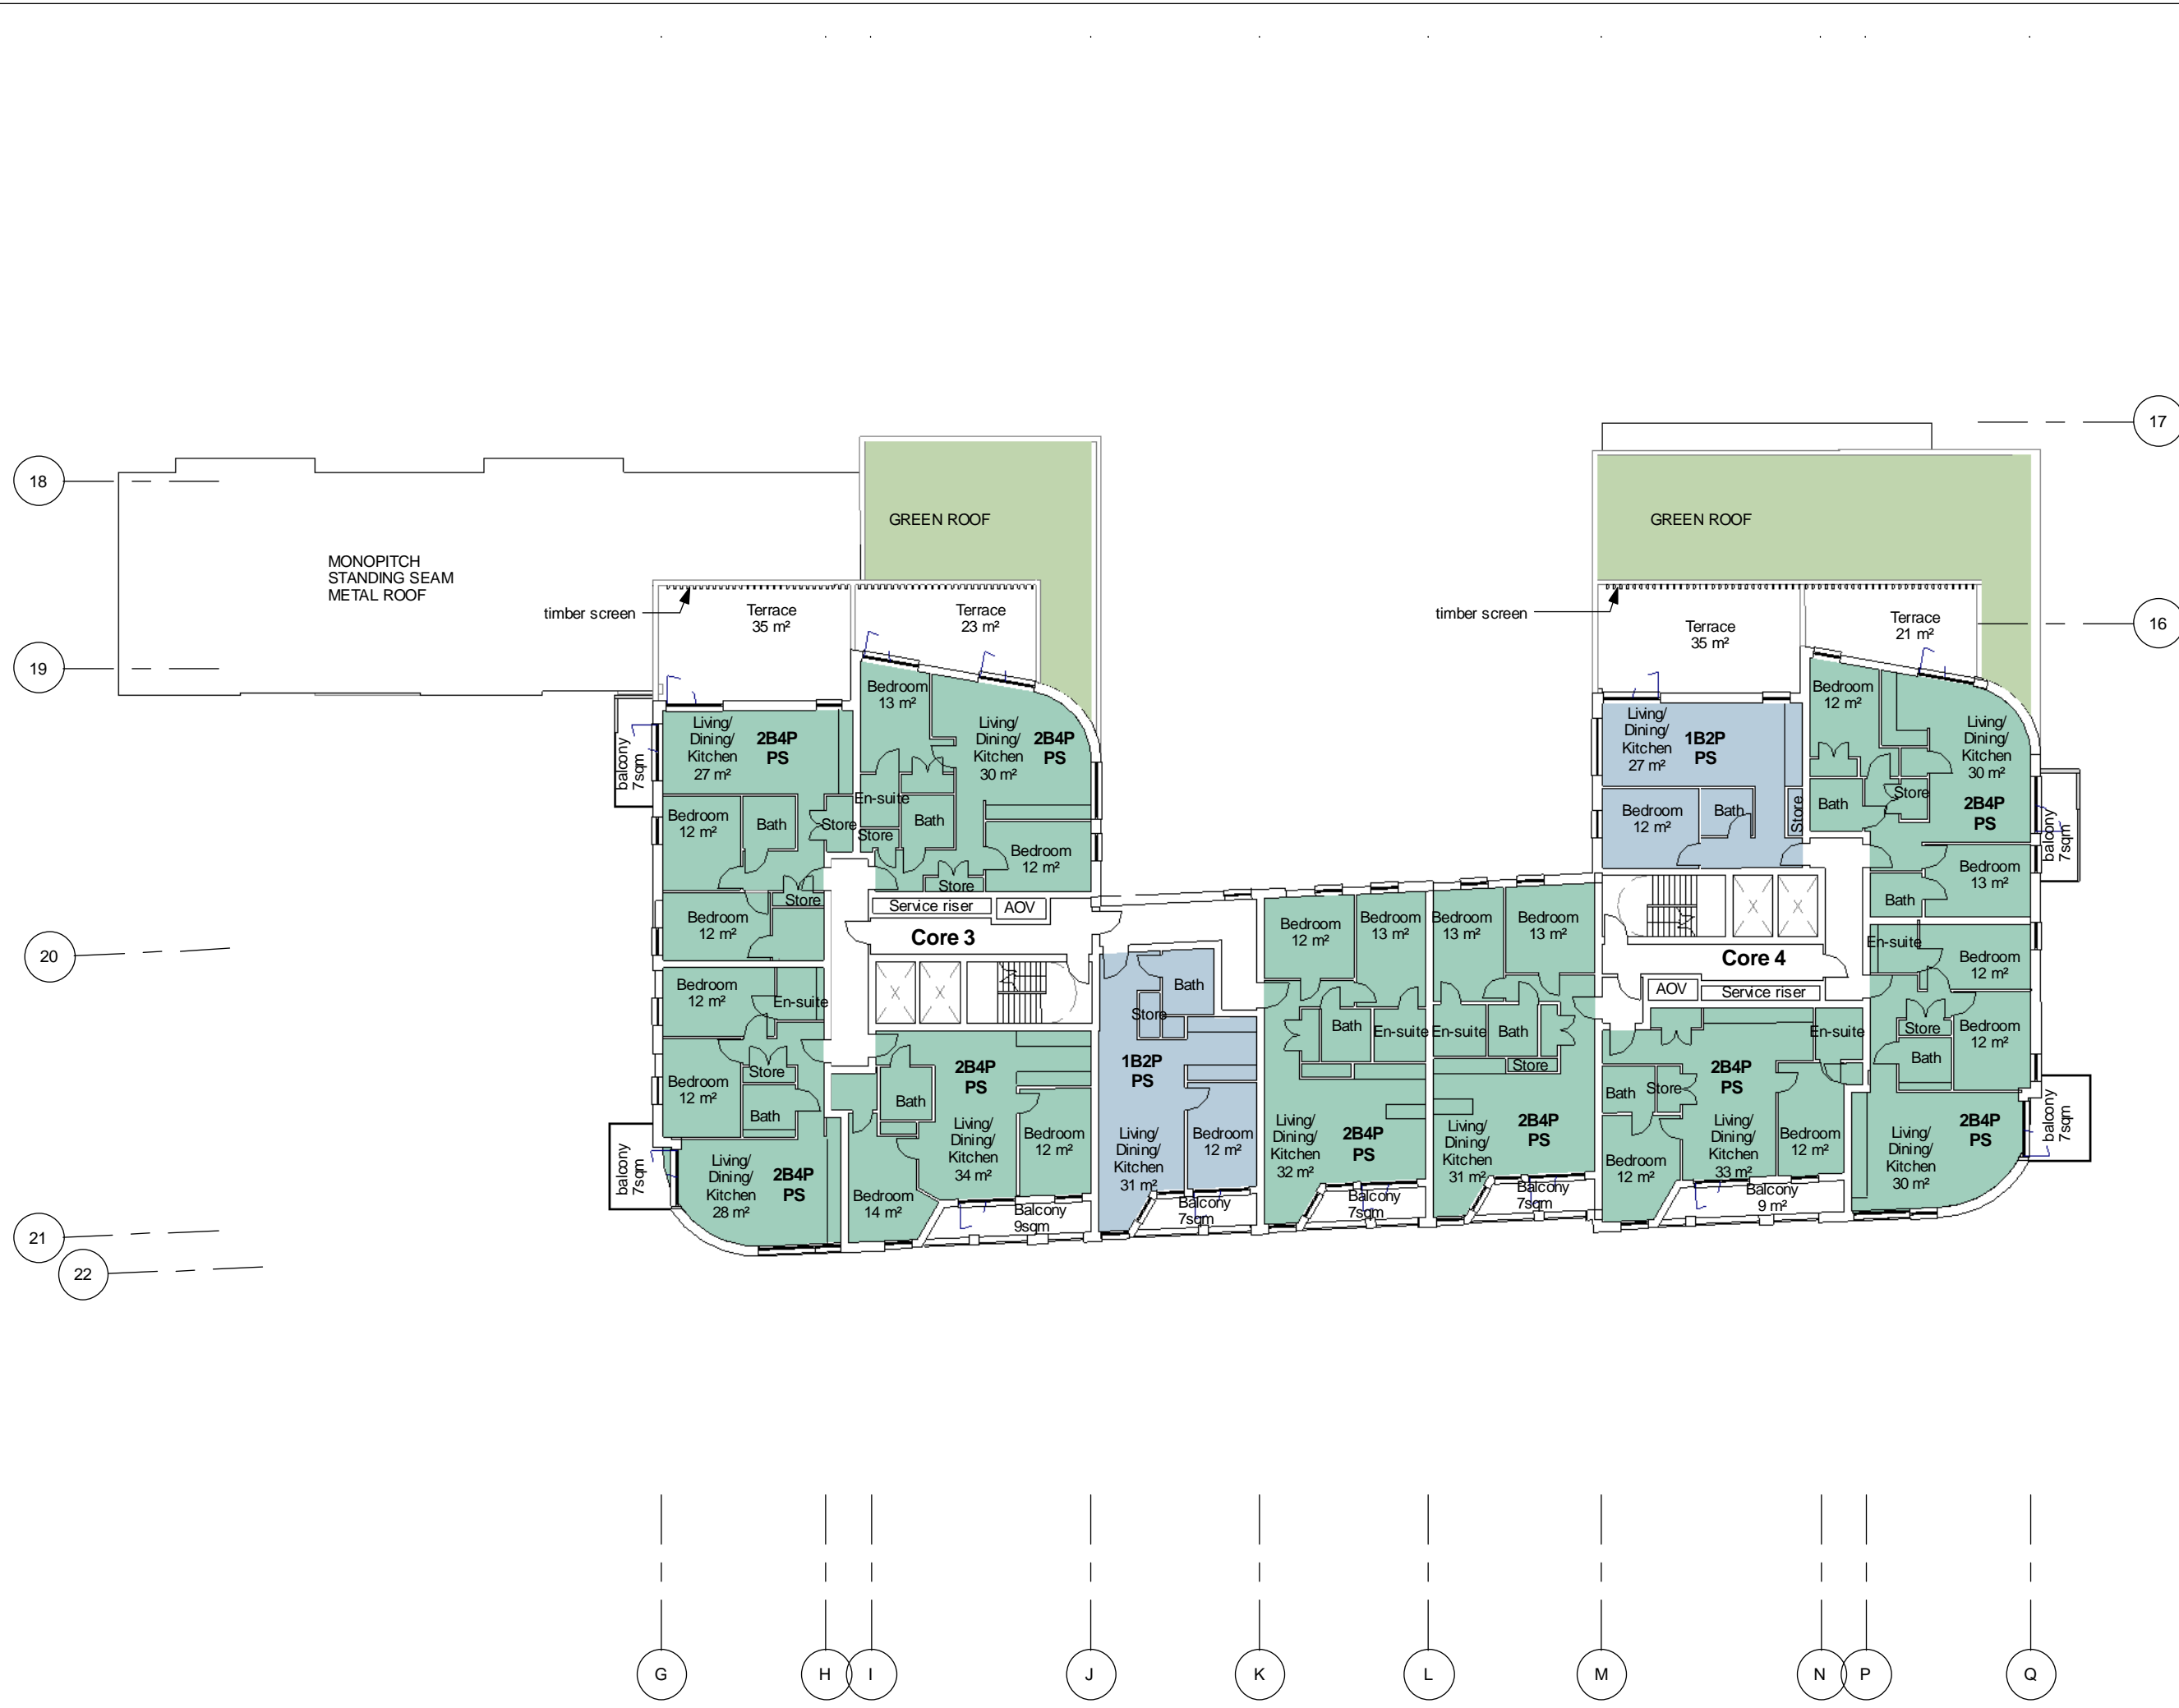 17
18
GREEN ROOF
GREEN ROOF
MONOPITCH
STANDING SEAM
METAL ROOF
timber screen
Terrace
35 m²
Terrace
23 m²
timber screen
Terrace
35 m²
Terrace
21 m²
16
19
balcony
7sqm
Living/
Dining/
Kitchen
27 m²
2B4P
PS
Bedroom
13 m²
Living/
Dining/
Kitchen
30 m²
2B4P
PS
Bedroom
12 m²
Bath
Store
En-suite
Store
Bath
Bedroom
12 m²
Store
Bedroom
12 m²
Store
Service riser
AOV
Core 3
Living/
Dining/
Kitchen
27 m²
1B2P
PS
Bedroom
12 m²
Bath
Store
Bedroom
12 m²
Living/
Dining/
Kitchen
30 m²
2B4P
PS
Bath
Store
balcony
7sqm
Bedroom
13 m²
Bath
Bedroom
12 m²
Bedroom
13 m²
Bedroom
13 m²
Bedroom
13 m²
Core 4
AOV
Service riser
En-suite
Bedroom
12 m²
20
Bedroom
12 m²
En-suite
Bedroom
12 m²
Store
Bath
balcony
7sqm
Living/
Dining/
Kitchen
28 m²
2B4P
PS
Bath
2B4P
PS
Living/
Dining/
Kitchen
34 m²
Bedroom
12 m²
Bedroom
14 m²
Balcony
9sqm
Bath
Store
1B2P
PS
Living/
Dining/
Kitchen
31 m²
Bedroom
12 m²
Balcony
7sqm
Bath
En-suite
Living/
Dining/
Kitchen
32 m²
2B4P
PS
Balcony
7sqm
En-suite
Bath
Store
Living/
Dining/
Kitchen
31 m²
2B4P
PS
Balcony
7sqm
En-suite
2B4P
PS
Bath
Store
Living/
Dining/
Kitchen
33 m²
Bedroom
12 m²
Bedroom
12 m²
Balcony
9 m²
Store
Bedroom
12 m²
Bath
2B4P
PS
Living/
Dining/
Kitchen
30 m²
balcony
7sqm
21
22
G
H
I
J
K
L
M
N
P
Q